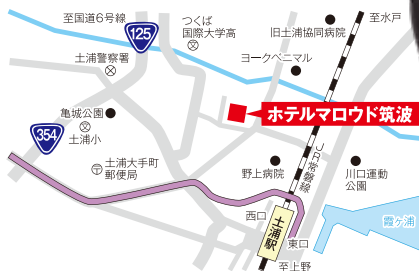 至国道6号線
つくば
国際大学高
旧土浦協同病院
至水戸
125
土浦警察署
ヨークベニマル
ホテルマロウド筑波
亀城公園
土浦小
354
土浦大手町
郵便局
野上病院
JR常磐線
川口運動
公園
西口
土浦駅
東口
霞ヶ浦
至上野